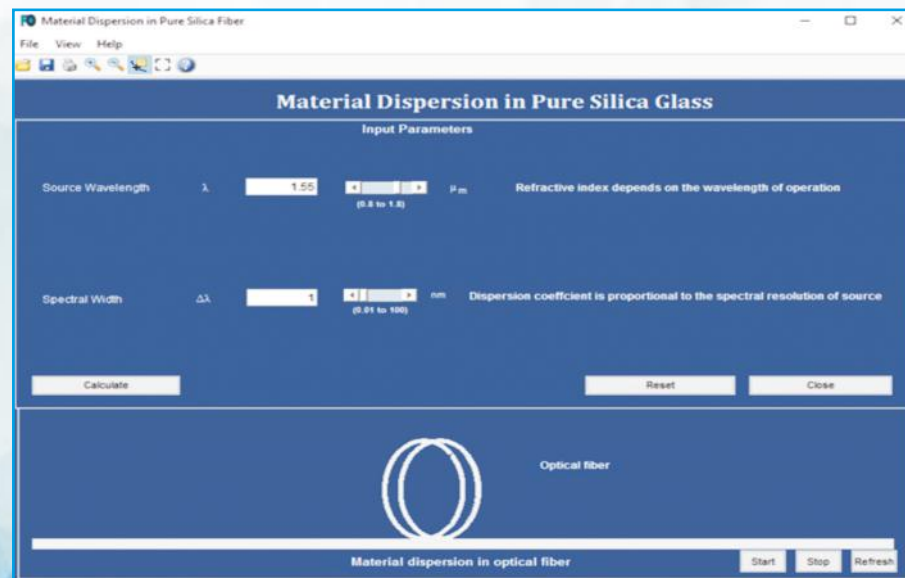 Material Dispersion in Pure Silica Fiber
File View Help
Material Dispersion in Pure Silica Glass
Input Parameters
Source Wavelength λ 1.55 μm Refractive index depends on the wavelength of operation
(0.8 to 1.8)
Spectral Width Δλ 1 nm Dispersion coeffcient is proportional to the spectral resolution of source
(0.01 to 100)
Calculate Reset Close
Optical fiber
Material dispersion in optical fiber Start Stop Refresh